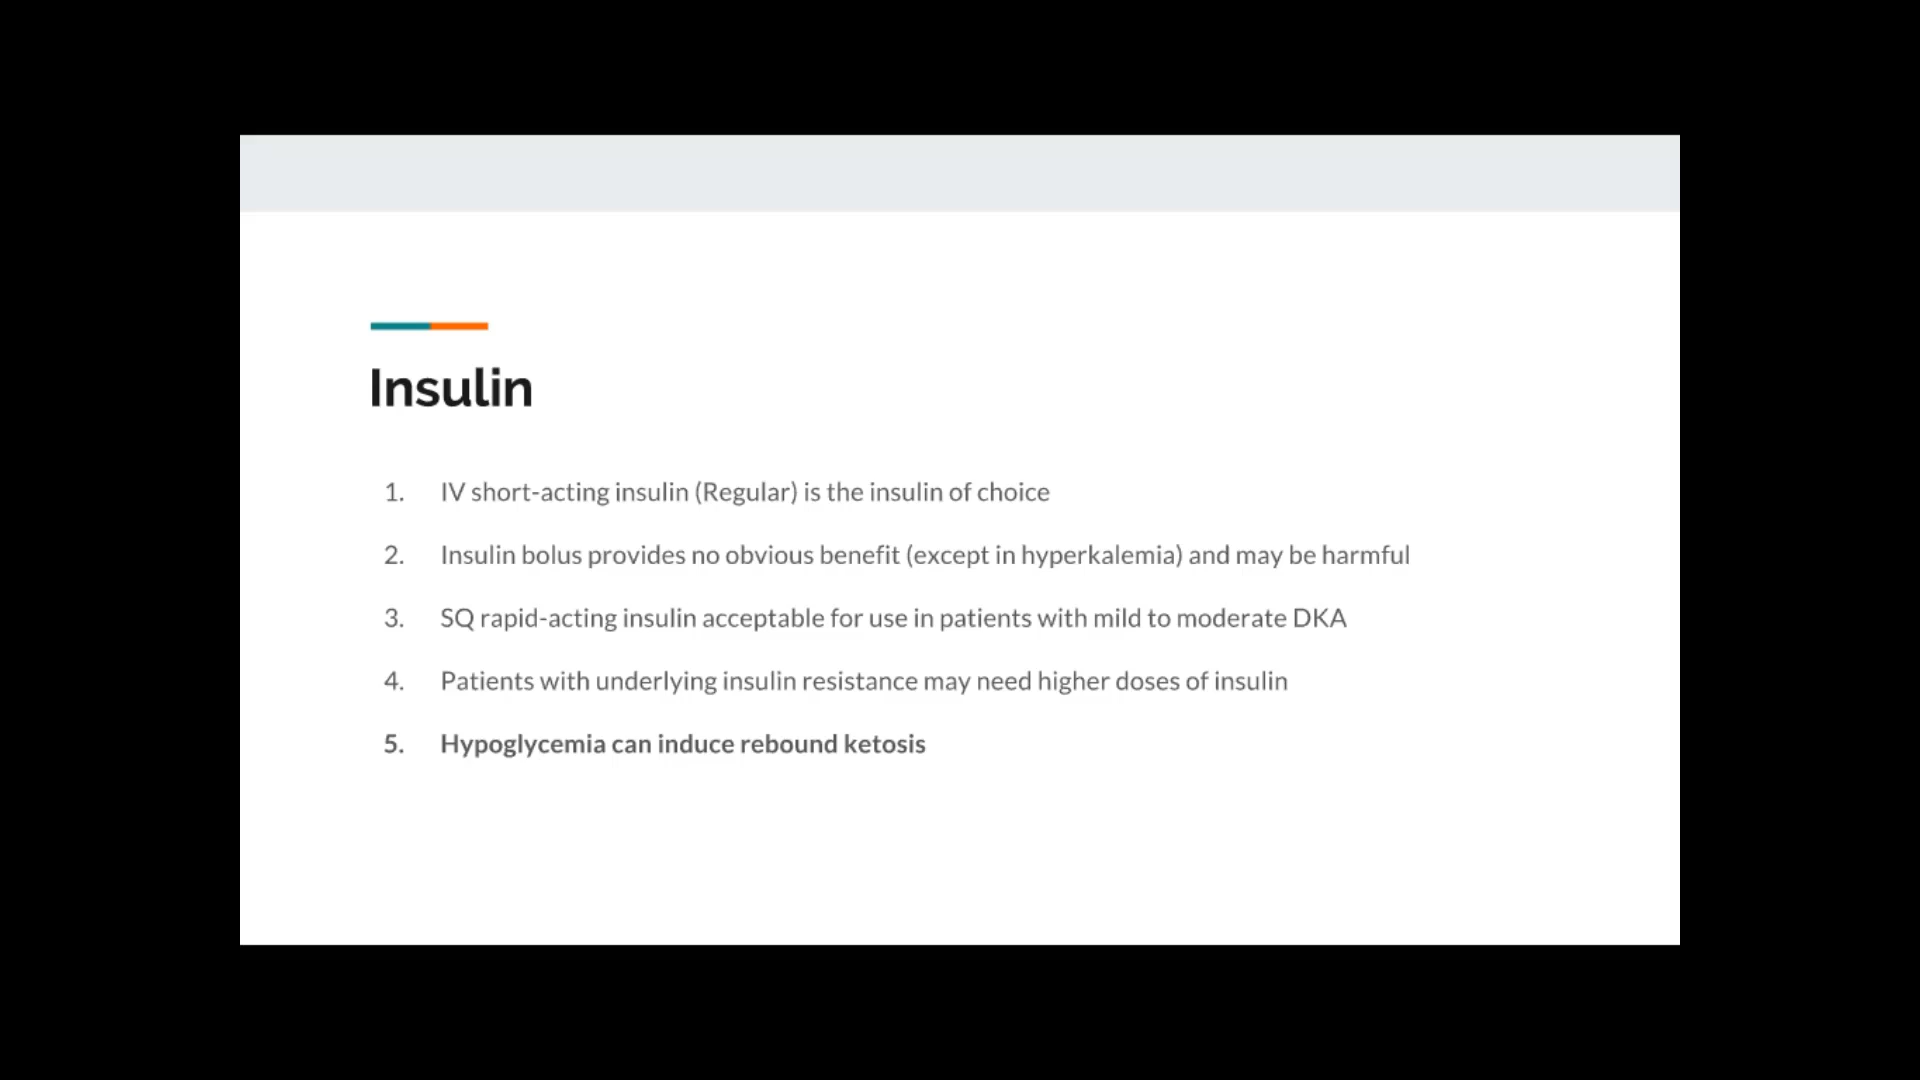 Insulin
1. IV short-acting insulin (Regular) is the insulin of choice
2. Insulin bolus provides no obvious benefit (except in hyperkalemia) and may be harmful
3. SQ rapid-acting insulin acceptable for use in patients with mild to moderate DKA
4. Patients with underlying insulin resistance may need higher doses of insulin
5. Hypoglycemia can induce rebound ketosis